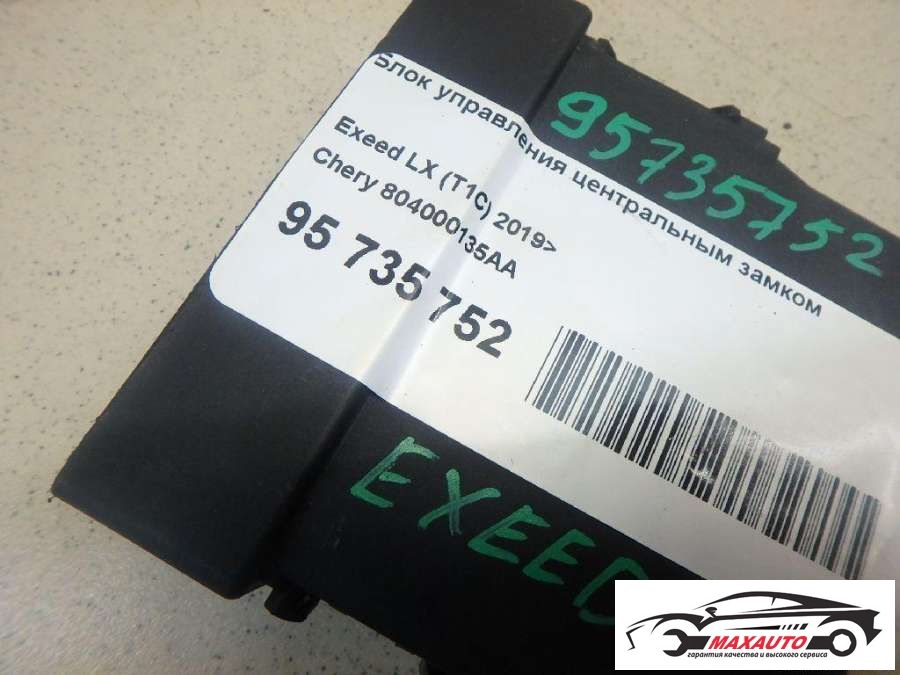 Блок управления центральным замком
Exeed LX (T1C) 2019>
Chery 804000135AA
95 735 752
95735752
EXEED
MAXAUTO
гарантия качества и высокого сервиса